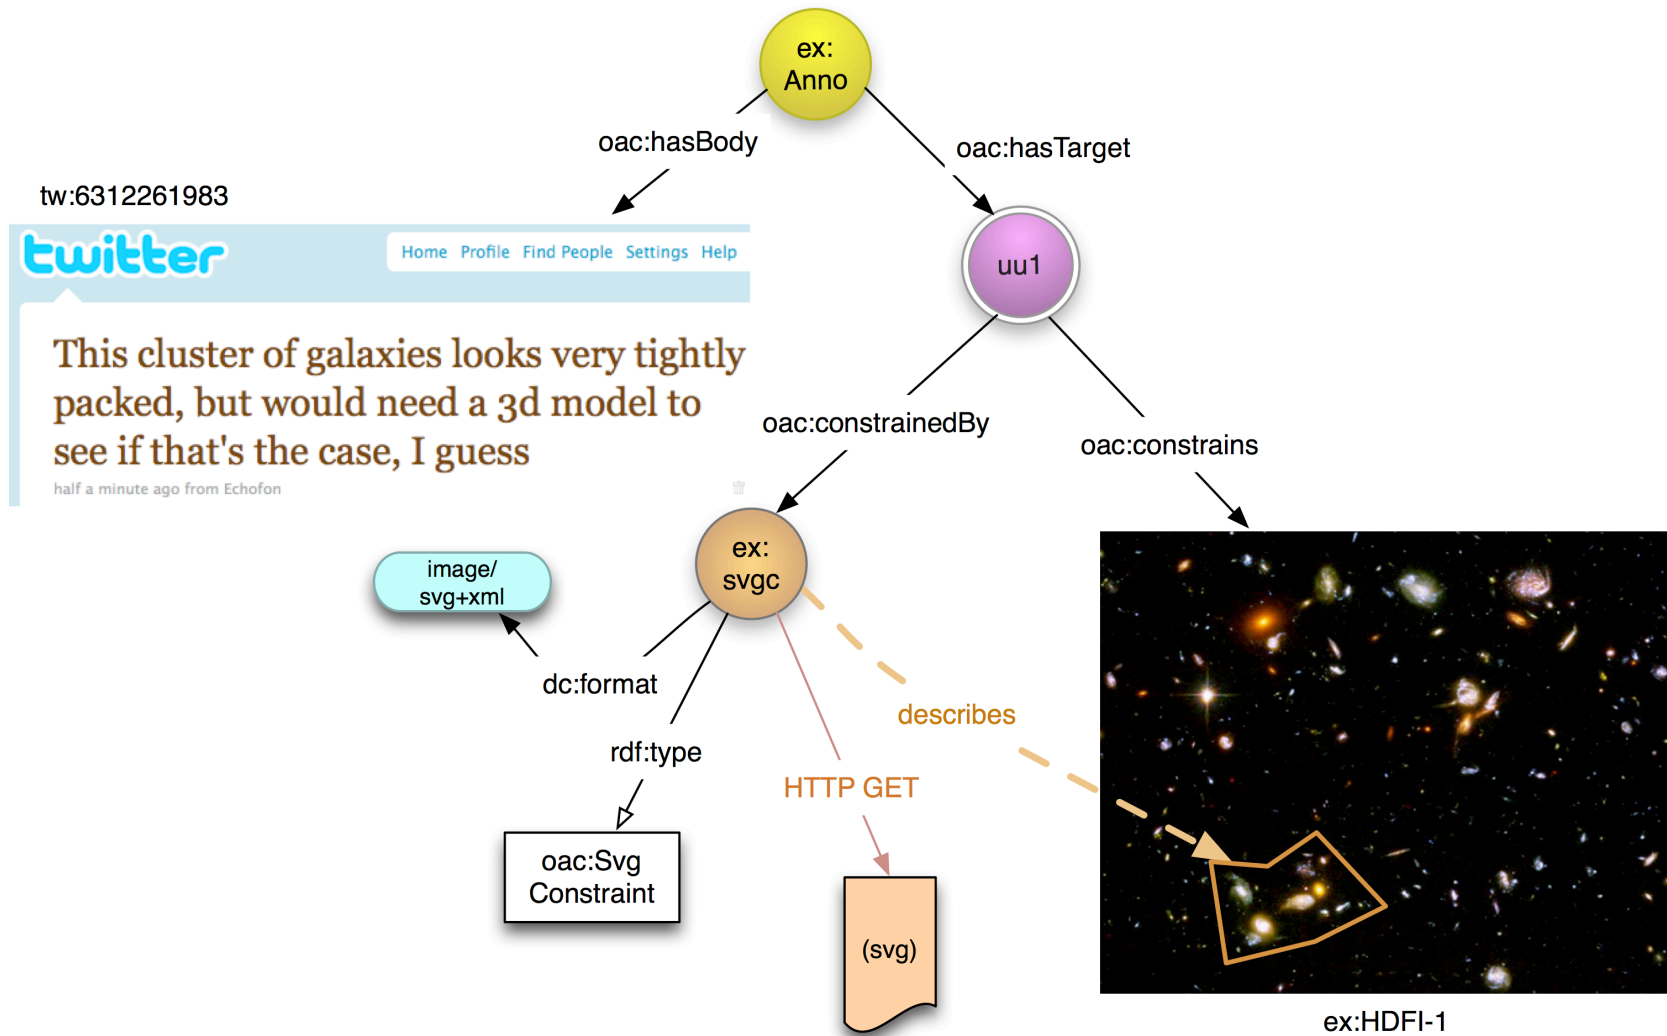 ex:
Anno
oac:hasBody
oac:hasTarget
tw:6312261983
twitter
Home Profile Find People Settings Help
uu1
This cluster of galaxies looks very tightly
packed, but would need a 3d model to
see if that's the case, I guess
half a minute ago from Echofon
oac:constrainedBy
oac:constrains
ex:
svgc
image/
svg+xml
dc:format
describes
rdf:type
HTTP GET
oac:Svg
Constraint
(svg)
ex:HDFI-1